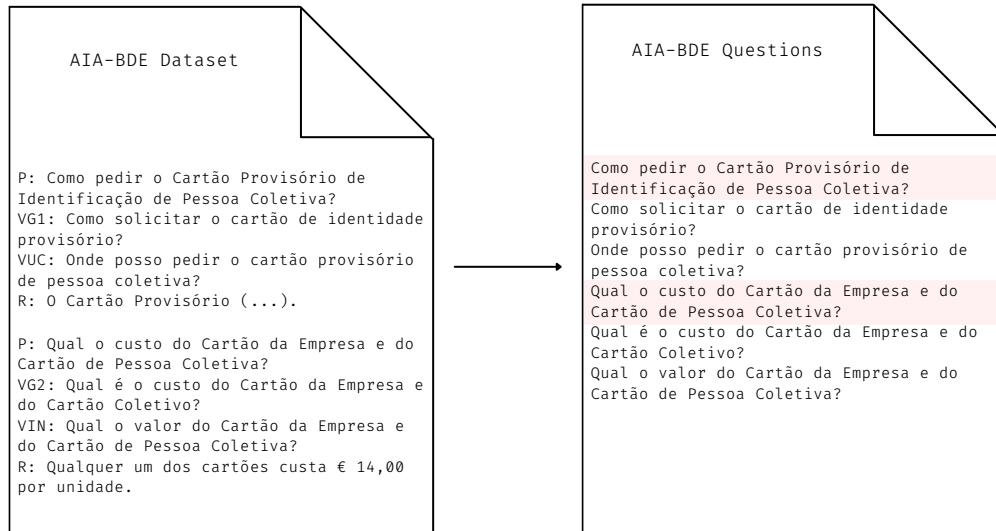 AIA-BDE Dataset
P: Como pedir o Cartão Provisório de
Identificação de Pessoa Coletiva?
VG1: Como solicitar o cartão de identidade
provisório?
VUC: Onde posso pedir o cartão provisório
de pessoa coletiva?
R: O Cartão Provisório (...).
P: Qual o custo do Cartão da Empresa e do
Cartão de Pessoa Coletiva?
VG2: Qual é o custo do Cartão da Empresa e
do Cartão Coletivo?
VIN: Qual o valor do Cartão da Empresa e
do Cartão de Pessoa Coletiva?
R: Qualquer um dos cartões custa € 14,00
por unidade.
AIA-BDE Questions
Como pedir o Cartão Provisório de
Identificação de Pessoa Coletiva?
Como solicitar o cartão de identidade
provisório?
Onde posso pedir o cartão provisório de
pessoa coletiva?
Qual o custo do Cartão da Empresa e do
Cartão de Pessoa Coletiva?
Qual é o custo do Cartão da Empresa e do
Cartão Coletivo?
Qual o valor do Cartão da Empresa e do
Cartão de Pessoa Coletiva?